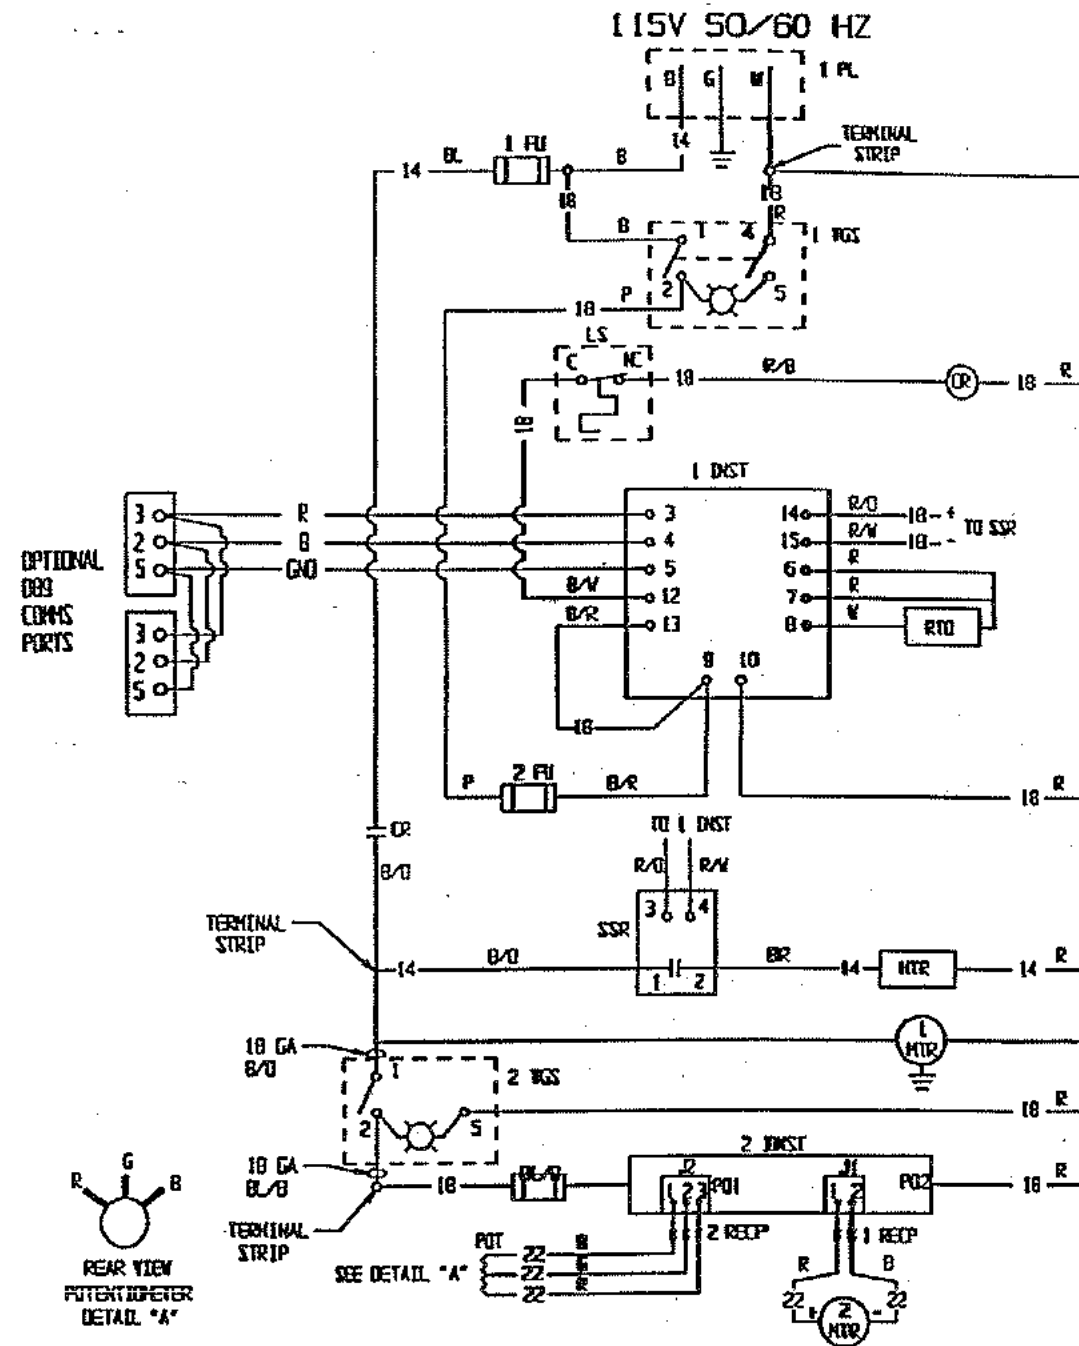 115V 50/60 HZ
B G W
1 PL
14
TERMINAL
STRIP
14 BL 1 FU B
18 18
R
B 1 4 1 TGS
2 5
18 P
LS
C NC
18 R/B CR 18 R
18
1 INST
3 R 3 14 R/O 18 - + TO SSR
2 B 4 15 R/W 18 - -
5 GND 5 6 R
OPTIONAL
DB9
COMMS
PORTS
B/W 12 7 R
B/R 13 8 W RTD
3
2
5
9 10
18
P 2 FU B/R 18 R
CR
B/O
TO 1 INST
R/O R/W
SSR 3 4
TERMINAL
STRIP
14 B/O 1 2 BR 14 HTR 14 R
1
MTR
18 GA
B/O
1 2 TGS
2 5 18 R
18 GA
BL/B
18 BL/O
2 INST
J2 J1
1 2 3 P01 1 2 P02 18 R
TERMINAL
STRIP
2 RECP 1 RECP
R G B
REAR VIEW
POTENTIOMETER
DETAIL "A"
SEE DETAIL "A"
POT 22
22
22
R B
22 22
+ 2 -
MTR